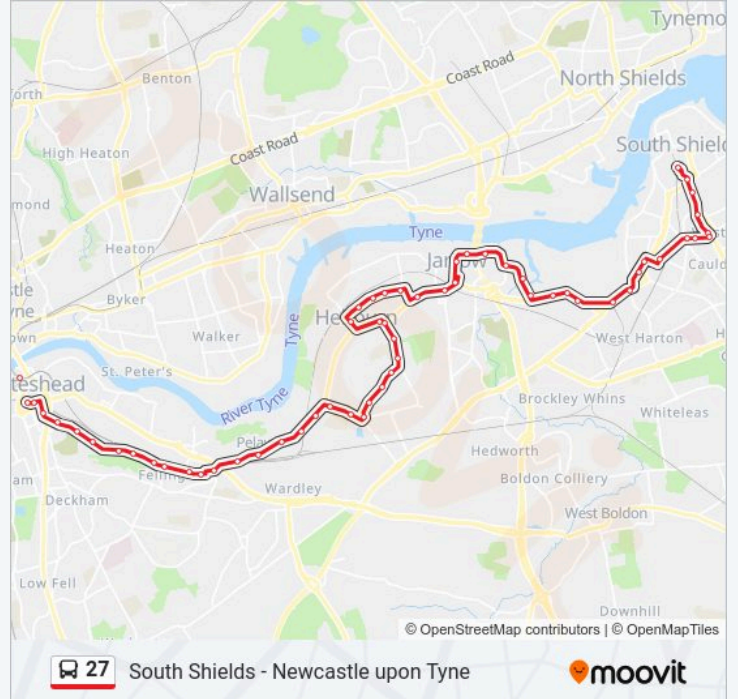 Tynemo
Coast Road
North Shields
Benton
orth
South Shield
High Heaton
Coast Road
Wallsend
mond
Heaton
Tyne
Jarrow
Cauld
stle
yne
Byker
Tyne
Walker
West Harton
own
St. Peter's
teshead
River Tyne
Brockley Whins
Whiteleas
Pelaw
Hedworth
Felling
Wardley
Boldon Colliery
am
Deckham
West Boldon
Low Fell
Downhill
© OpenStreetMap contributors | © OpenMapTiles
27 South Shields - Newcastle upon Tyne moovit